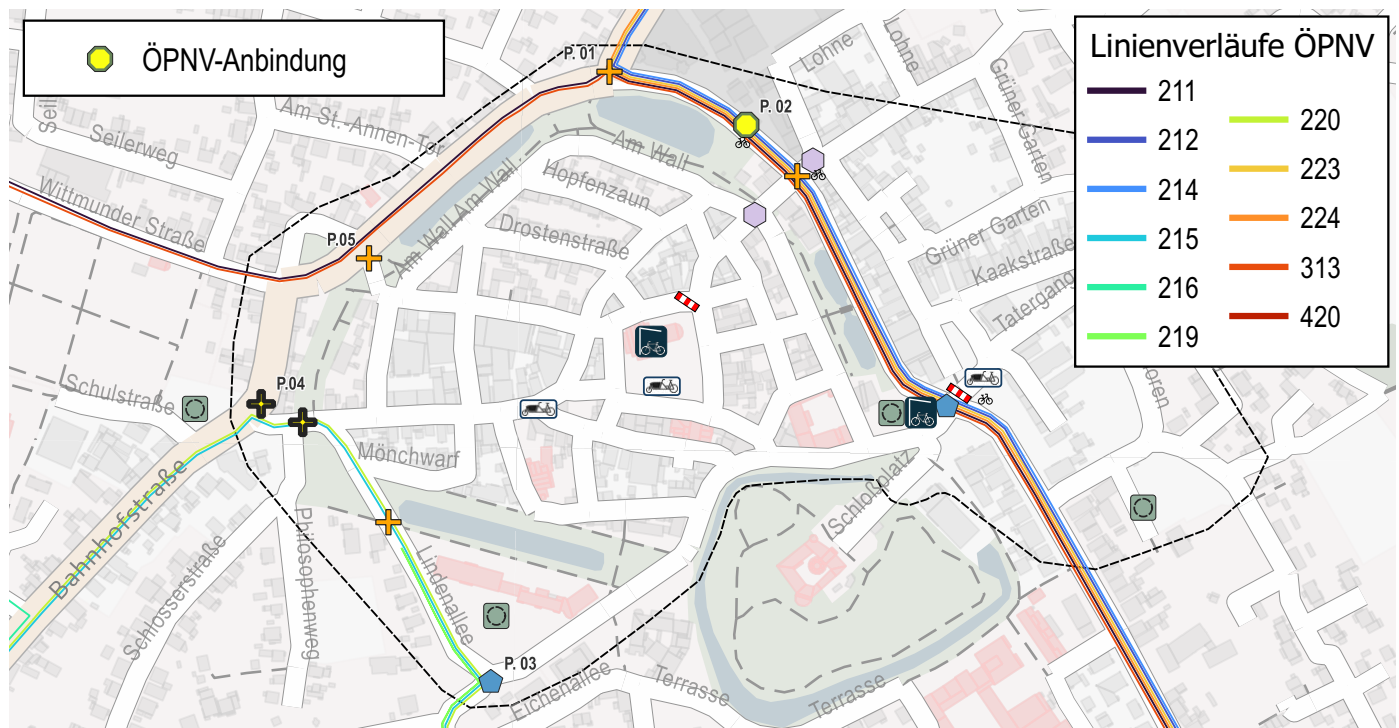 ÖPNV-Anbindung
Linienverläufe ÖPNV
211
212
214
215
216
219
220
223
224
313
420
P. 01
P. 02
Lohne
Lohne
Grüner Garten
Seil
Seilerweg
Am St.-Annen-Tor
Am Wall
Am Wall
Am Wall
Hopfenzaun
Drostenstraße
Wittmunder Straße
P.05
Grüner Garten
Kaakstraße
Tatergang
Schulstraße
P.04
Mönchwarf
Bahnhofstraße
Schlosserstraße
Philosophenweg
Lindenallee
Schloßplatz
P. 03
Eichenallee
Terrasse
Terrasse